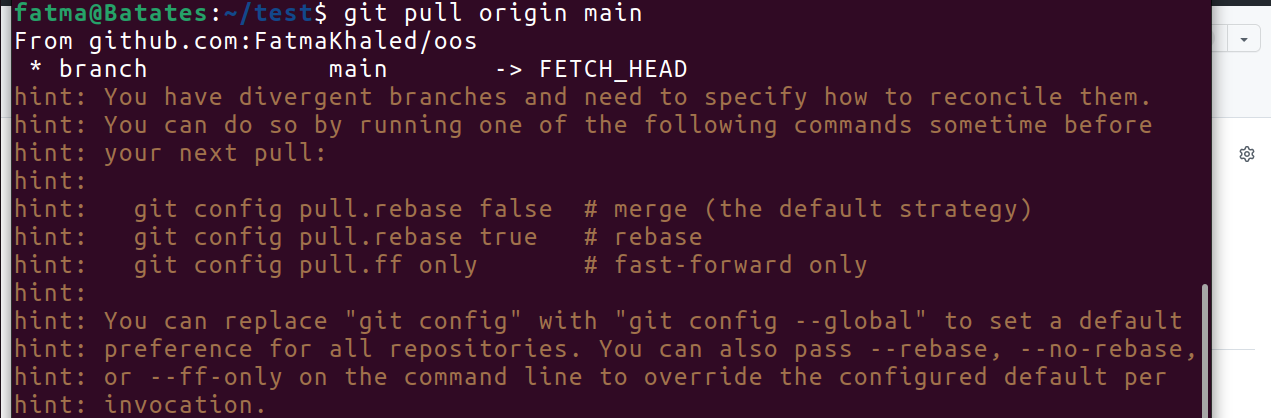 fatma@Batates:~/test$ git pull origin main
From github.com:FatmaKhaled/oos
 * branch            main       -> FETCH_HEAD
hint: You have divergent branches and need to specify how to reconcile them.
hint: You can do so by running one of the following commands sometime before
hint: your next pull:
hint:
hint:   git config pull.rebase false  # merge (the default strategy)
hint:   git config pull.rebase true   # rebase
hint:   git config pull.ff only       # fast-forward only
hint:
hint: You can replace "git config" with "git config --global" to set a default
hint: preference for all repositories. You can also pass --rebase, --no-rebase,
hint: or --ff-only on the command line to override the configured default per
hint: invocation.